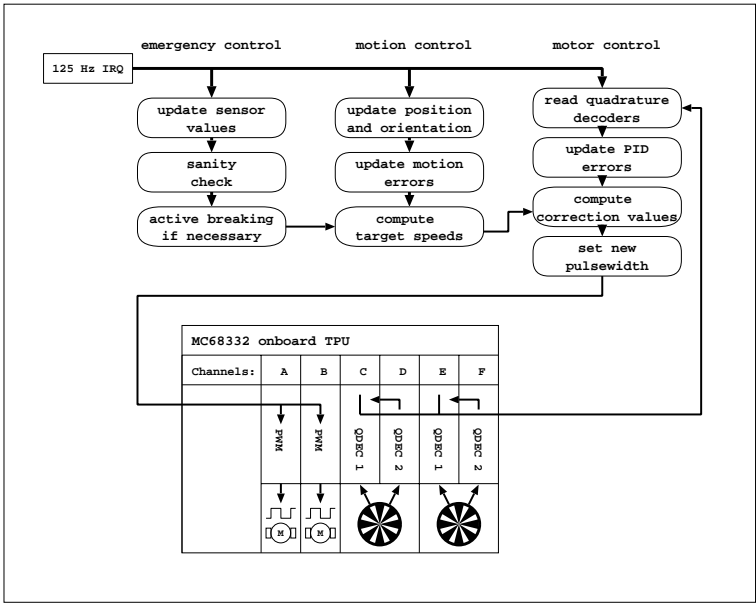 emergency control
motion control
motor control
125 Hz IRQ
update sensor
values
sanity
check
active breaking
if necessary
update position
and orientation
update motion
errors
compute
target speeds
read quadrature
decoders
update PID
errors
compute
correction values
set new
pulsewidth
MC68332 onboard TPU
Channels: A B C D E F
PWM
PWM
QDEC 1
QDEC 2
QDEC 1
QDEC 2
M
M